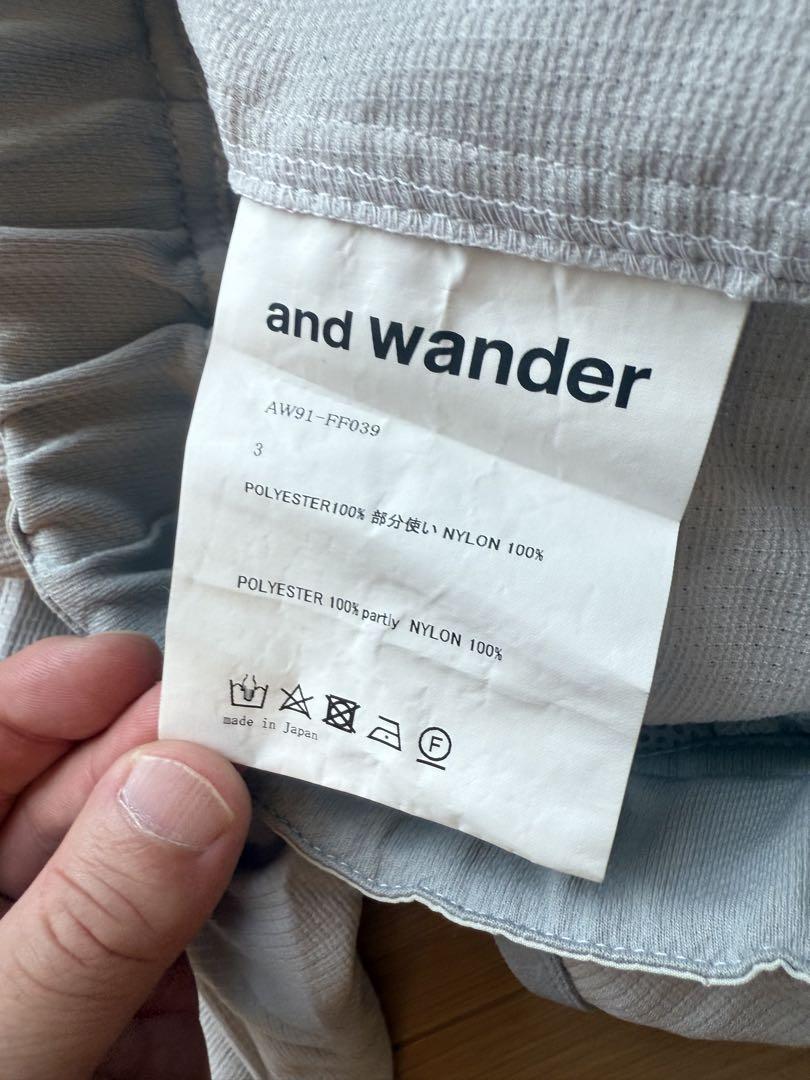 and wander
AW91-FF039
3
POLYESTER100% 部分使い NYLON 100%
POLYESTER 100% partly NYLON 100%
made in Japan
F